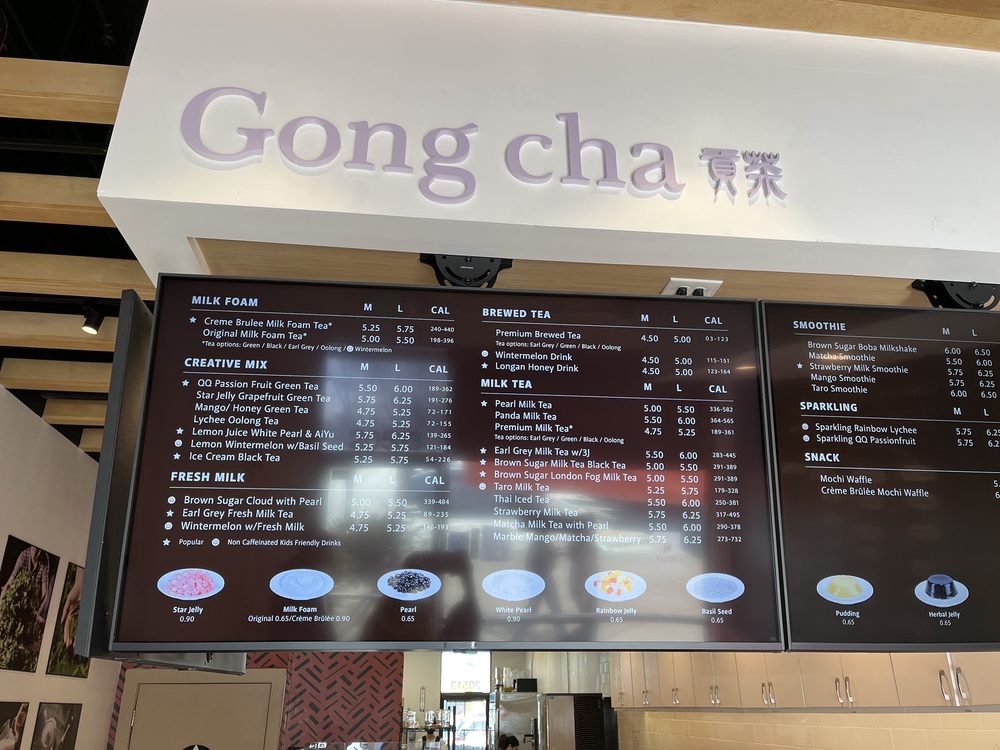 Gong cha 貢茶
MILK FOAM M L CAL
★ Creme Brulee Milk Foam Tea* 5.25 5.75 240-440
Original Milk Foam Tea* 5.00 5.50 198-396
*Tea options: Green / Black / Earl Grey / Oolong / Wintermelon
CREATIVE MIX M L CAL
★ QQ Passion Fruit Green Tea 5.50 6.00 189-362
Star Jelly Grapefruit Green Tea 5.75 6.25 191-276
Mango/ Honey Green Tea 4.75 5.25 72-171
Lychee Oolong Tea 4.75 5.25 72-155
★ Lemon Juice White Pearl & AiYu 5.75 6.25 139-265
Lemon Wintermelon w/Basil Seed 5.25 5.75 121-184
★ Ice Cream Black Tea 5.25 5.75 54-226
FRESH MILK M L CAL
Brown Sugar Cloud with Pearl 5.00 5.50 339-484
★ Earl Grey Fresh Milk Tea 4.75 5.25 89-235
Wintermelon w/Fresh Milk 4.75 5.25 146-193
★ Popular Non Caffeinated Kids Friendly Drinks
BREWED TEA M L CAL
Premium Brewed Tea 4.50 5.00 03-123
Tea options: Earl Grey / Green / Black / Oolong
Wintermelon Drink 4.50 5.00 115-151
★ Longan Honey Drink 4.50 5.00 123-164
MILK TEA M L CAL
★ Pearl Milk Tea 5.00 5.50 336-582
Panda Milk Tea 5.50 6.00 364-565
Premium Milk Tea* 4.75 5.25 189-361
Tea options: Earl Grey / Green / Black / Oolong
★ Earl Grey Milk Tea w/3J 5.50 6.00 283-445
★ Brown Sugar Milk Tea Black Tea 5.00 5.50 291-389
★ Brown Sugar London Fog Milk Tea 5.00 5.50 291-389
Taro Milk Tea 5.25 5.75 179-328
Thai Iced Tea 5.50 6.00 250-381
Strawberry Milk Tea 5.75 6.25 317-495
Matcha Milk Tea with Pearl 5.50 6.00 290-378
Marble Mango/Matcha/Strawberry 5.75 6.25 273-732
Star Jelly
0.90
Milk Foam
Original 0.65/Crème Brûlée 0.90
Pearl
0.65
White Pearl
0.90
Rainbow Jelly
0.65
Basil Seed
0.65
SMOOTHIE M L
Brown Sugar Boba Milkshake 6.00 6.50
Matcha Smoothie 6.00 6.50
★ Strawberry Milk Smoothie 5.75 6.25
Mango Smoothie 5.75 6.25
Taro Smoothie 6.00 6.50
SPARKLING M L
Sparkling Rainbow Lychee 5.75 6.25
Sparkling QQ Passionfruit 5.75
SNACK
Mochi Waffle
Crème Brûlée Mochi Waffle
Pudding
0.65
Herbal Jelly
0.65